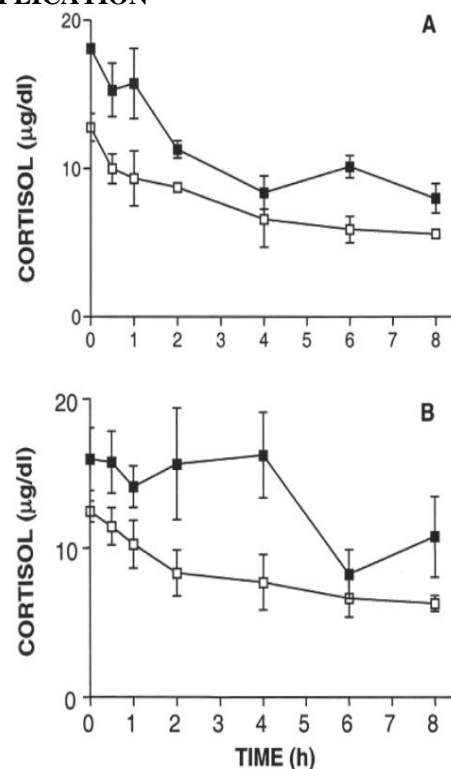 PLICATION
20
A
10
0
CORTISOL (μg/dl)
0 1 2 3 4 5 6 7 8
20
B
10
0
CORTISOL (μg/dl)
0 1 2 3 4 5 6 7 8
TIME (h)